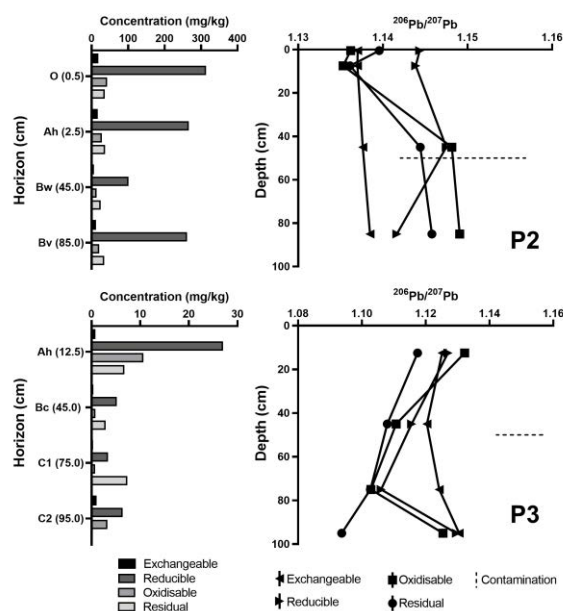 Concentration (mg/kg)
0 100 200 300 400
Horizon (cm)
O (0.5)
Ah (2.5)
Bw (45.0)
Bv (85.0)
206Pb/207Pb
1.13 1.14 1.15 1.16
Depth (cm)
0
20
40
60
80
100
P2
Concentration (mg/kg)
0 10 20 30
Horizon (cm)
Ah (12.5)
Bc (45.0)
C1 (75.0)
C2 (95.0)
206Pb/207Pb
1.08 1.10 1.12 1.14 1.16
Depth (cm)
0
20
40
60
80
100
P3
Exchangeable
Reducible
Oxidisable
Residual
Exchangeable Oxidisable Contamination
Reducible Residual